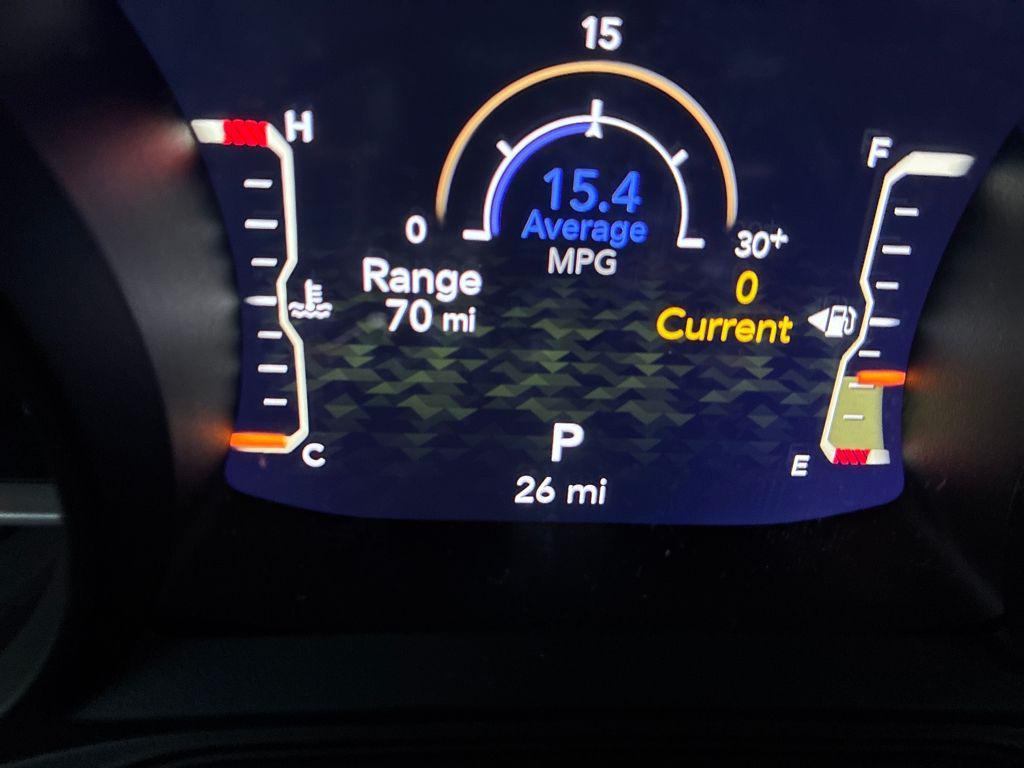 15
H
F
15.4
Average
MPG
0
30+
Range
70 mi
0
Current
P
C
E
26 mi